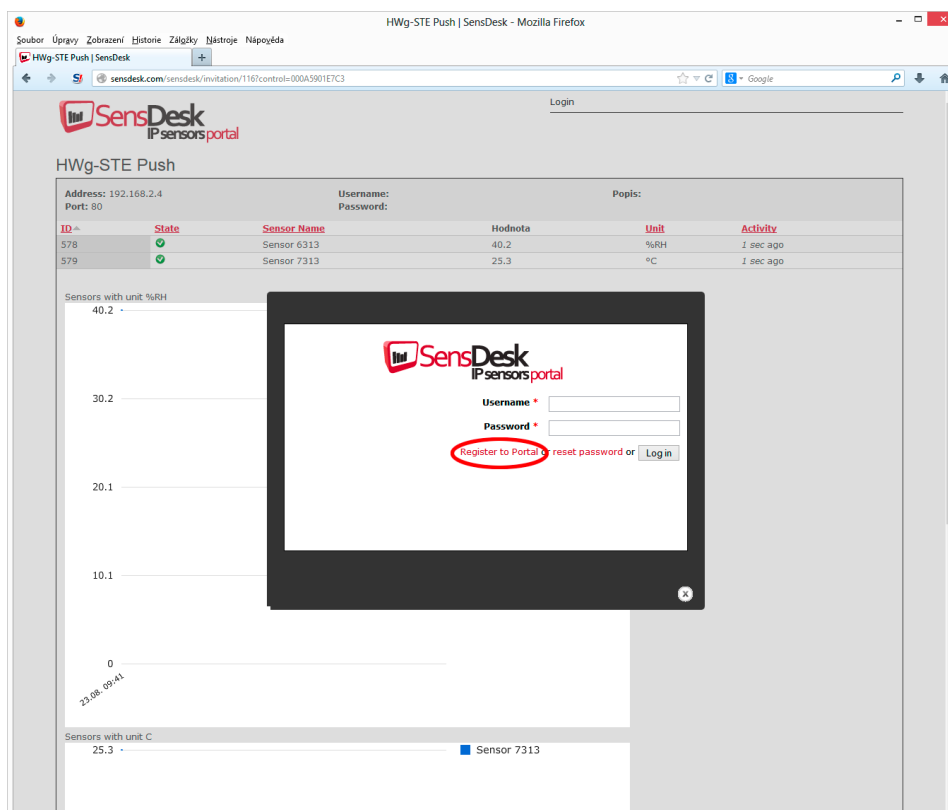 HWg-STE Push | SensDesk - Mozilla Firefox
Soubor Úpravy Zobrazení Historie Záložky Nástroje Nápověda
HWg-STE Push | SensDesk +
sensdesk.com/sensdesk/invitation/116?control=000A5901E7C3 Google
SensDesk
IP sensors portal
Login
HWg-STE Push
Address: 192.168.2.4 Username: Popis:
Port: 80 Password:
ID State Sensor Name Hodnota Unit Activity
578 Sensor 6313 40.2 %RH 1 sec ago
579 Sensor 7313 25.3 ºC 1 sec ago
Sensors with unit %RH
40.2
30.2
20.1
10.1
0
23.08. 09:41
SensDesk
IP sensors portal
Username *
Password *
Register to Portal or reset password or Log in
x
Sensors with unit C
25.3 Sensor 7313